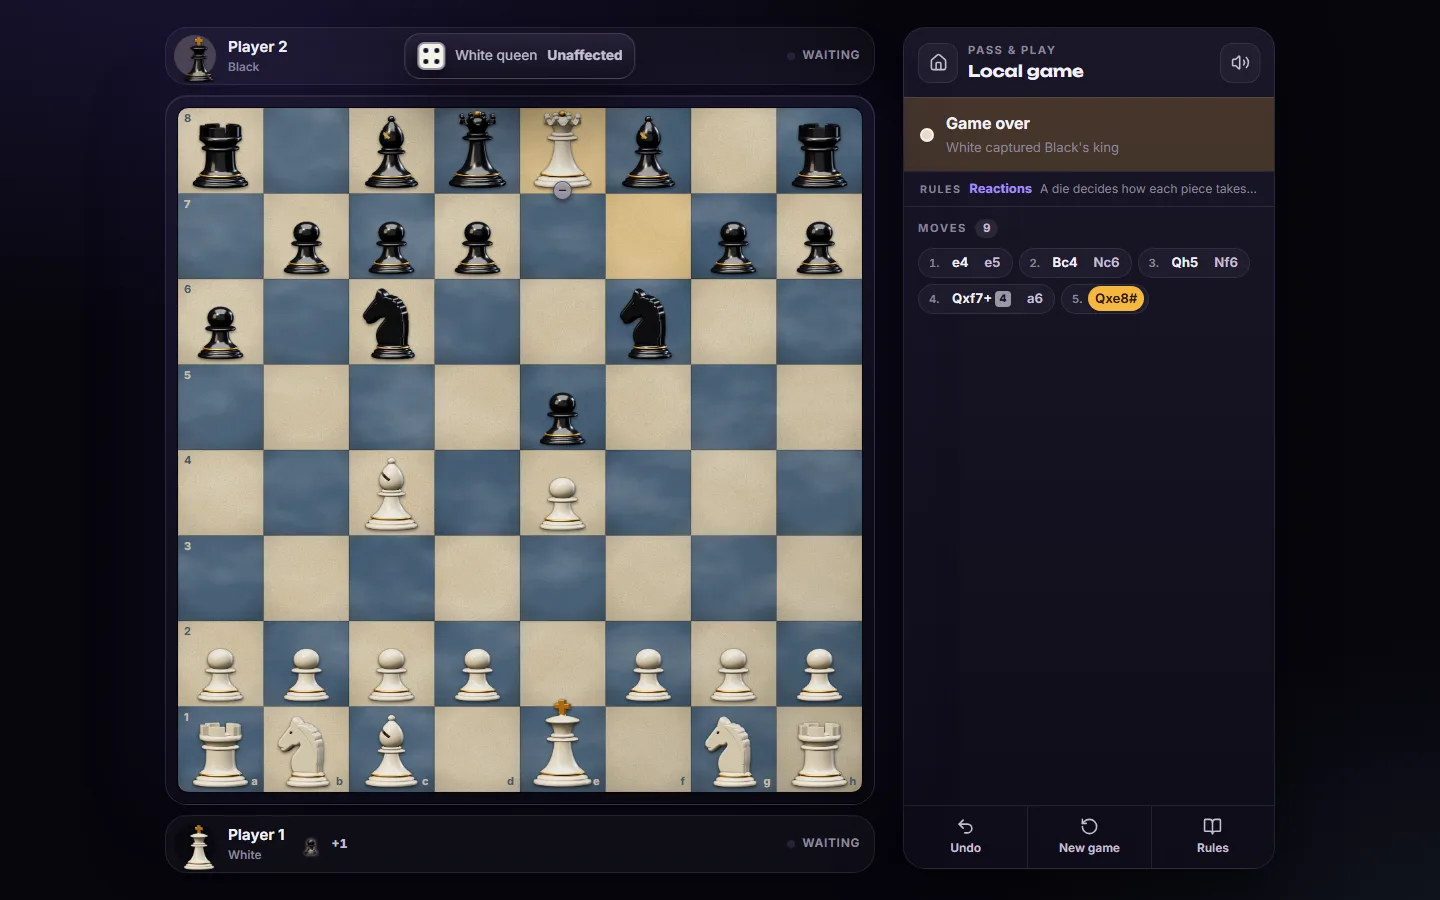 Player 2
Black
White queen Unaffected
WAITING
8
7
6
5
4
3
2
1
a b c d e f g h
Player 1
White
+1
WAITING
PASS & PLAY
Local game
Game over
White captured Black's king
RULES Reactions A die decides how each piece takes...
MOVES 9
1. e4 e5 2. Bc4 Nc6 3. Qh5 Nf6
4. Qxf7+ 4 a6 5. Qxe8#
Undo New game Rules